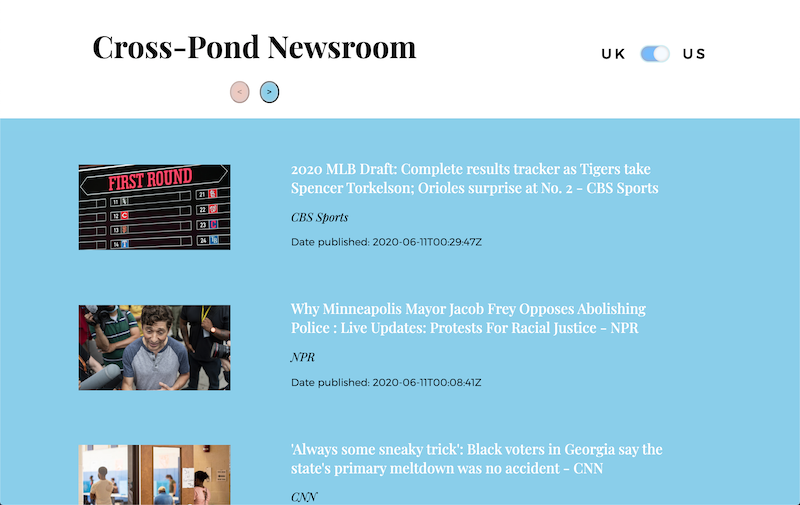 Cross-Pond Newsroom
UK US
< >
2020 MLB Draft: Complete results tracker as Tigers take
Spencer Torkelson; Orioles surprise at No. 2 - CBS Sports
CBS Sports
Date published: 2020-06-11T00:29:47Z
FIRST ROUND
11 21
12 22
13 23
14 24
Why Minneapolis Mayor Jacob Frey Opposes Abolishing
Police : Live Updates: Protests For Racial Justice - NPR
NPR
Date published: 2020-06-11T00:08:41Z
'Always some sneaky trick': Black voters in Georgia say the
state's primary meltdown was no accident - CNN
CNN